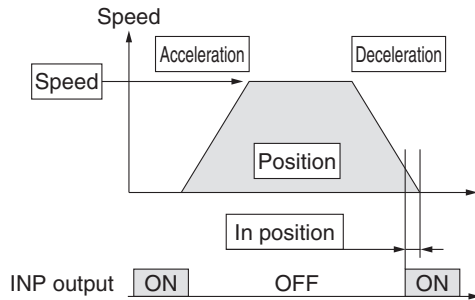 Speed
Acceleration
Deceleration
Speed
Position
In position
INP output
ON
OFF
ON